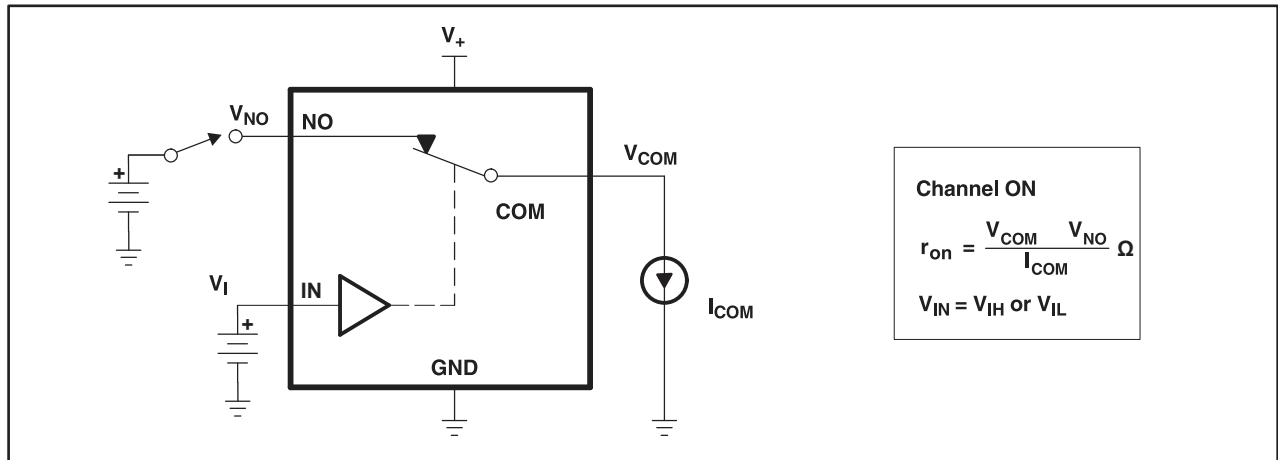 V+
VNO
NO
VCOM
COM
+
VI
IN
+
ICOM
GND
Channel ON
ron = VCOM VNO / ICOM Ω
VIN = VIH or VIL